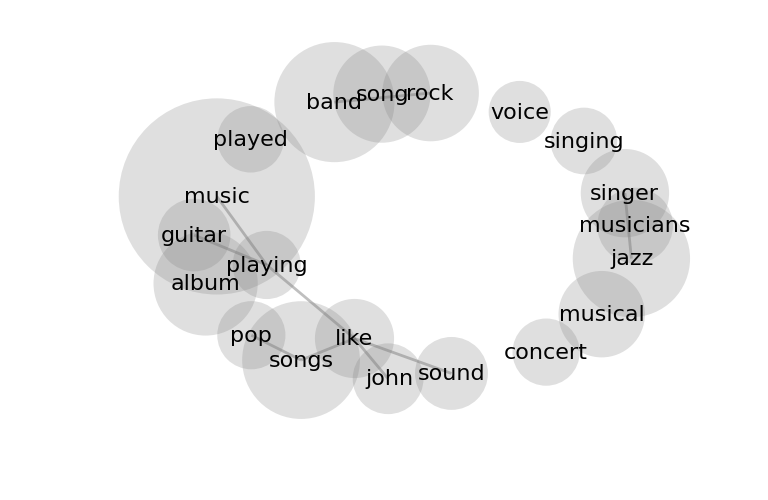 band
song
rock
voice
played
singing
music
singer
guitar
musicians
playing
jazz
album
musical
pop
like
songs
concert
john
sound